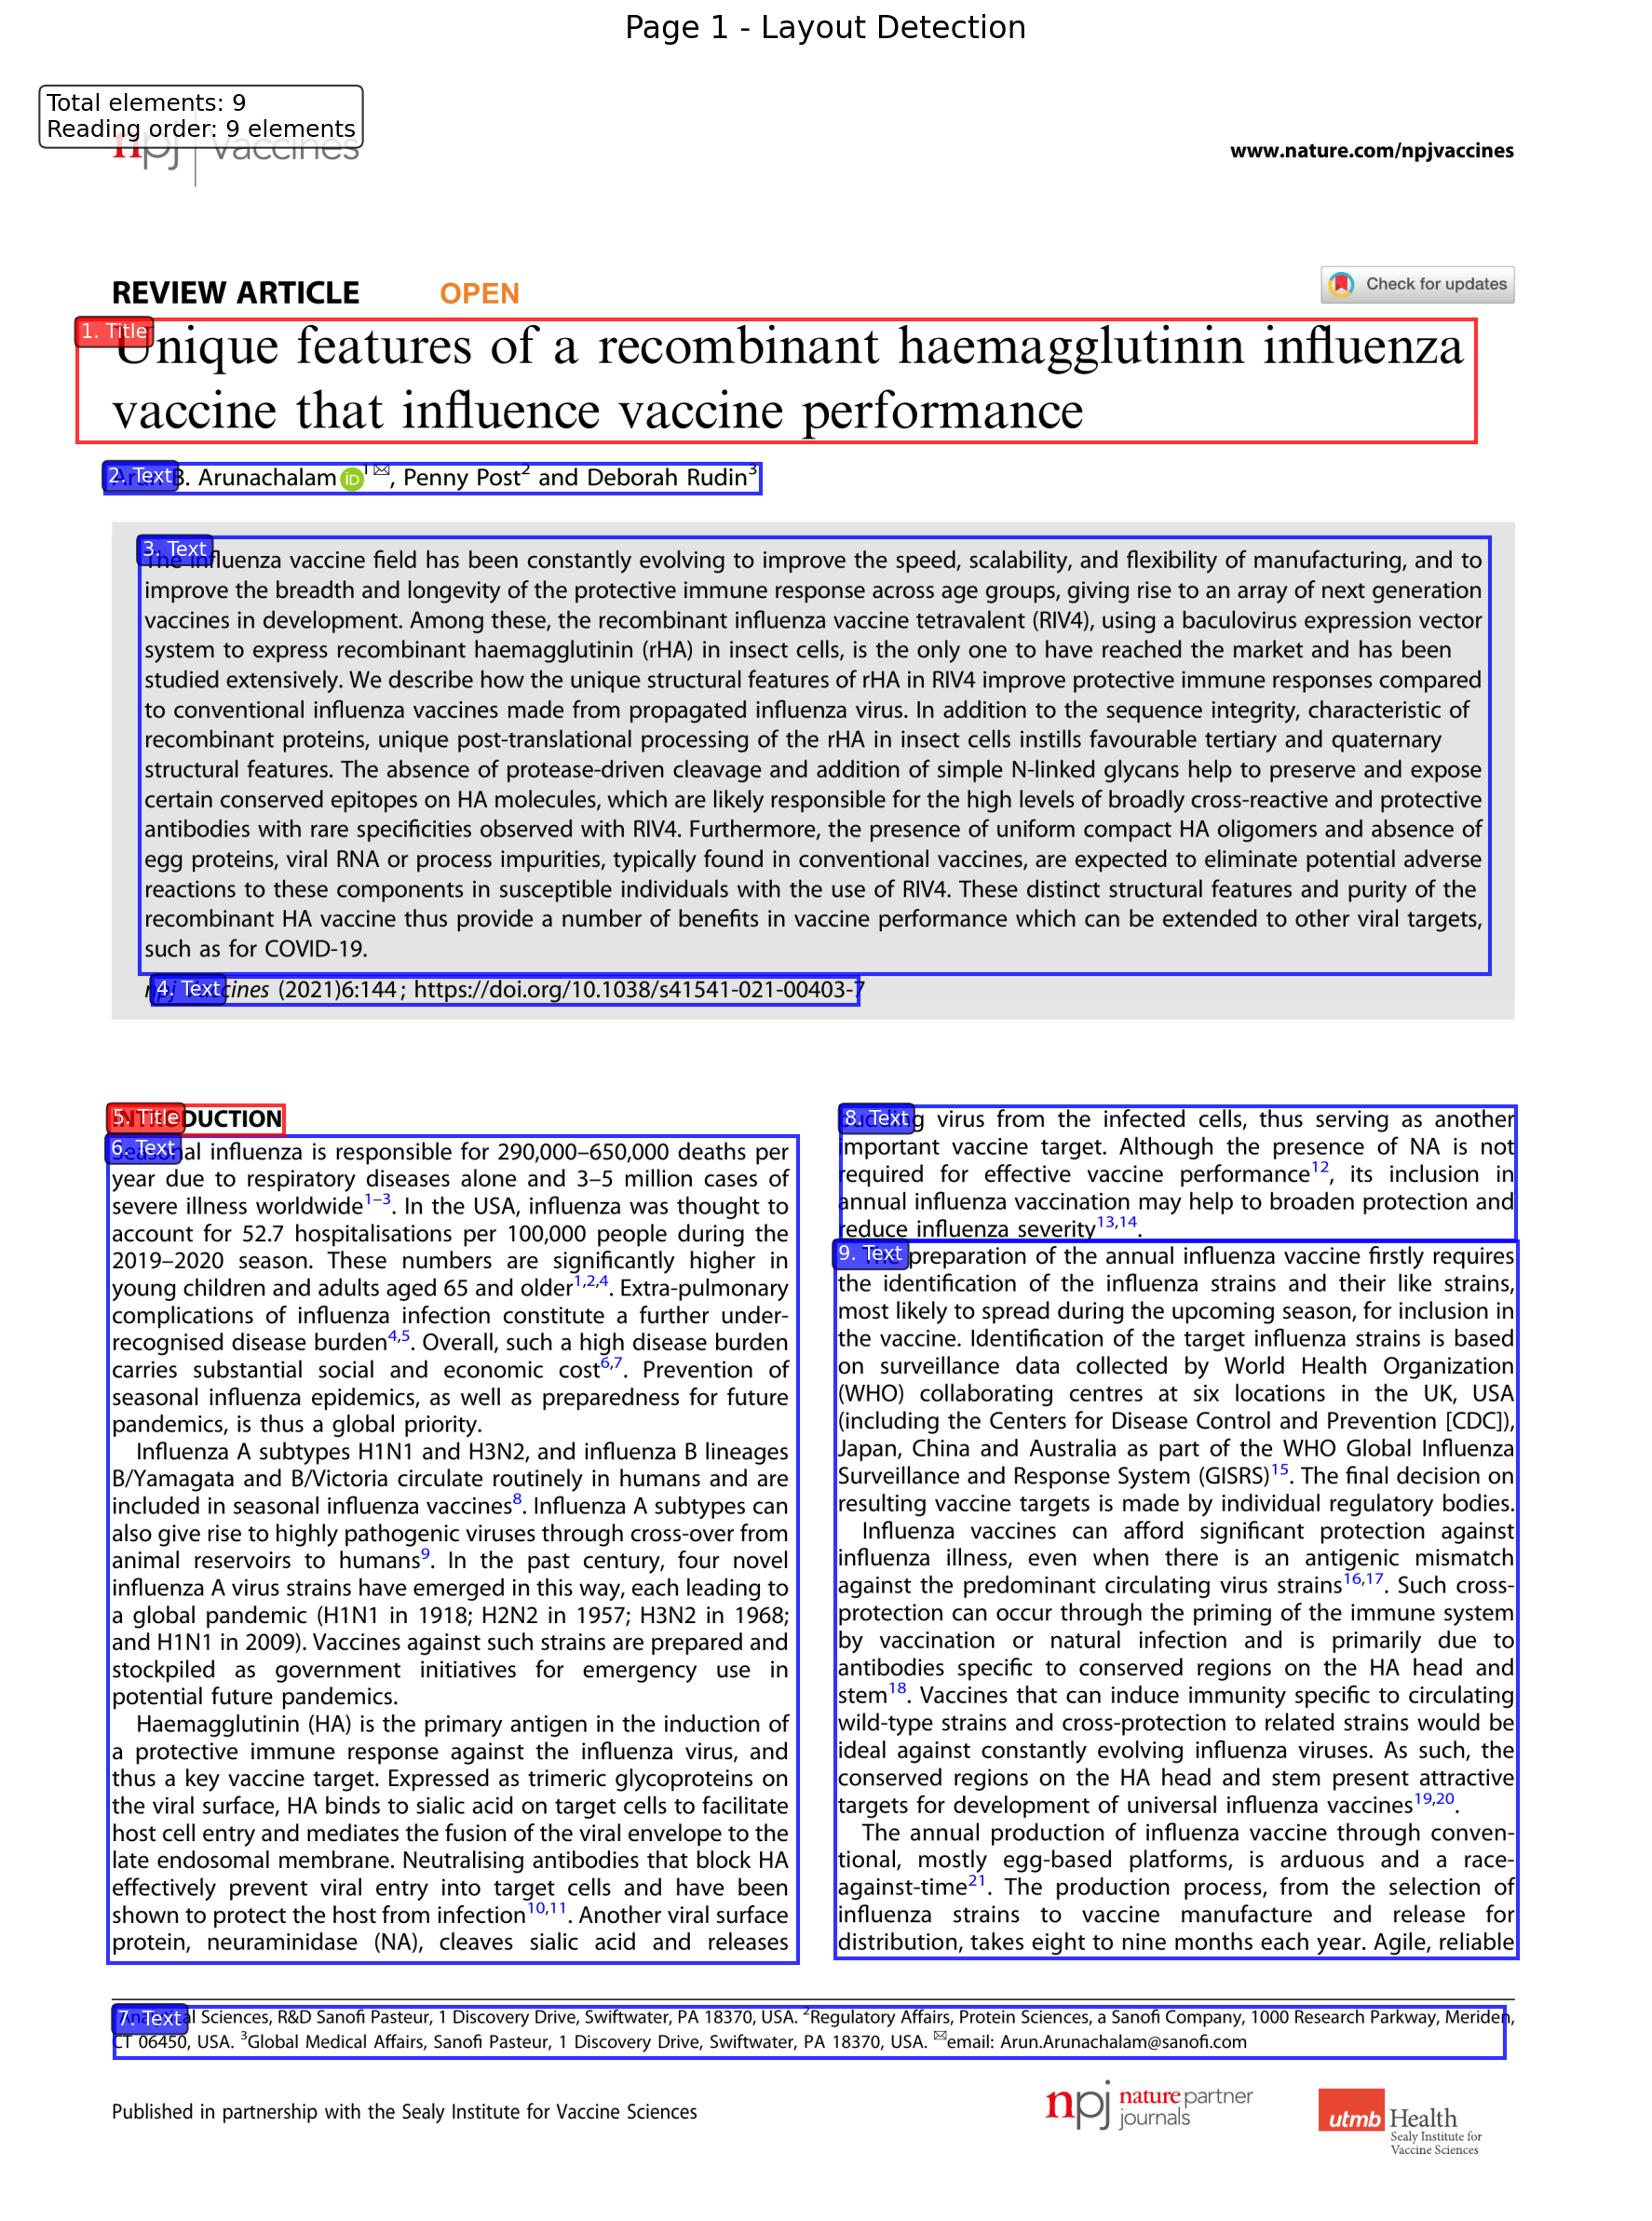 Page 1 - Layout Detection
Total elements: 9
Reading order: 9 elements
npj vaccines
www.nature.com/npjvaccines
REVIEW ARTICLE OPEN
Check for updates
1. Title
Unique features of a recombinant haemagglutinin influenza
vaccine that influence vaccine performance
2. Text
B. Arunachalam iD 1✉, Penny Post2 and Deborah Rudin3
3. Text
The influenza vaccine field has been constantly evolving to improve the speed, scalability, and flexibility of manufacturing, and to
improve the breadth and longevity of the protective immune response across age groups, giving rise to an array of next generation
vaccines in development. Among these, the recombinant influenza vaccine tetravalent (RIV4), using a baculovirus expression vector
system to express recombinant haemagglutinin (rHA) in insect cells, is the only one to have reached the market and has been
studied extensively. We describe how the unique structural features of rHA in RIV4 improve protective immune responses compared
to conventional influenza vaccines made from propagated influenza virus. In addition to the sequence integrity, characteristic of
recombinant proteins, unique post-translational processing of the rHA in insect cells instills favourable tertiary and quaternary
structural features. The absence of protease-driven cleavage and addition of simple N-linked glycans help to preserve and expose
certain conserved epitopes on HA molecules, which are likely responsible for the high levels of broadly cross-reactive and protective
antibodies with rare specificities observed with RIV4. Furthermore, the presence of uniform compact HA oligomers and absence of
egg proteins, viral RNA or process impurities, typically found in conventional vaccines, are expected to eliminate potential adverse
reactions to these components in susceptible individuals with the use of RIV4. These distinct structural features and purity of the
recombinant HA vaccine thus provide a number of benefits in vaccine performance which can be extended to other viral targets,
such as for COVID-19.
4. Text
npj Vaccines (2021)6:144 ; https://doi.org/10.1038/s41541-021-00403-7
5. Title
INTRODUCTION
6. Text
Seasonal influenza is responsible for 290,000–650,000 deaths per
year due to respiratory diseases alone and 3–5 million cases of
severe illness worldwide1–3. In the USA, influenza was thought to
account for 52.7 hospitalisations per 100,000 people during the
2019–2020 season. These numbers are significantly higher in
young children and adults aged 65 and older1,2,4. Extra-pulmonary
complications of influenza infection constitute a further under-
recognised disease burden4,5. Overall, such a high disease burden
carries substantial social and economic cost6,7. Prevention of
seasonal influenza epidemics, as well as preparedness for future
pandemics, is thus a global priority.
Influenza A subtypes H1N1 and H3N2, and influenza B lineages
B/Yamagata and B/Victoria circulate routinely in humans and are
included in seasonal influenza vaccines8. Influenza A subtypes can
also give rise to highly pathogenic viruses through cross-over from
animal reservoirs to humans9. In the past century, four novel
influenza A virus strains have emerged in this way, each leading to
a global pandemic (H1N1 in 1918; H2N2 in 1957; H3N2 in 1968;
and H1N1 in 2009). Vaccines against such strains are prepared and
stockpiled as government initiatives for emergency use in
potential future pandemics.
Haemagglutinin (HA) is the primary antigen in the induction of
a protective immune response against the influenza virus, and
thus a key vaccine target. Expressed as trimeric glycoproteins on
the viral surface, HA binds to sialic acid on target cells to facilitate
host cell entry and mediates the fusion of the viral envelope to the
late endosomal membrane. Neutralising antibodies that block HA
effectively prevent viral entry into target cells and have been
shown to protect the host from infection10,11. Another viral surface
protein, neuraminidase (NA), cleaves sialic acid and releases
8. Text
budding virus from the infected cells, thus serving as another
important vaccine target. Although the presence of NA is not
required for effective vaccine performance12, its inclusion in
annual influenza vaccination may help to broaden protection and
reduce influenza severity13,14.
9. Text
The preparation of the annual influenza vaccine firstly requires
the identification of the influenza strains and their like strains,
most likely to spread during the upcoming season, for inclusion in
the vaccine. Identification of the target influenza strains is based
on surveillance data collected by World Health Organization
(WHO) collaborating centres at six locations in the UK, USA
(including the Centers for Disease Control and Prevention [CDC]),
Japan, China and Australia as part of the WHO Global Influenza
Surveillance and Response System (GISRS)15. The final decision on
resulting vaccine targets is made by individual regulatory bodies.
Influenza vaccines can afford significant protection against
influenza illness, even when there is an antigenic mismatch
against the predominant circulating virus strains16,17. Such cross-
protection can occur through the priming of the immune system
by vaccination or natural infection and is primarily due to
antibodies specific to conserved regions on the HA head and
stem18. Vaccines that can induce immunity specific to circulating
wild-type strains and cross-protection to related strains would be
ideal against constantly evolving influenza viruses. As such, the
conserved regions on the HA head and stem present attractive
targets for development of universal influenza vaccines19,20.
The annual production of influenza vaccine through conven-
tional, mostly egg-based platforms, is arduous and a race-
against-time21. The production process, from the selection of
influenza strains to vaccine manufacture and release for
distribution, takes eight to nine months each year. Agile, reliable
7. Text
Sciences, R&D Sanofi Pasteur, 1 Discovery Drive, Swiftwater, PA 18370, USA. 2Regulatory Affairs, Protein Sciences, a Sanofi Company, 1000 Research Parkway, Meriden,
CT 06450, USA. 3Global Medical Affairs, Sanofi Pasteur, 1 Discovery Drive, Swiftwater, PA 18370, USA. ✉email: Arun.Arunachalam@sanofi.com
Published in partnership with the Sealy Institute for Vaccine Sciences
npj nature partner
journals
utmb Health
Sealy Institute for
Vaccine Sciences